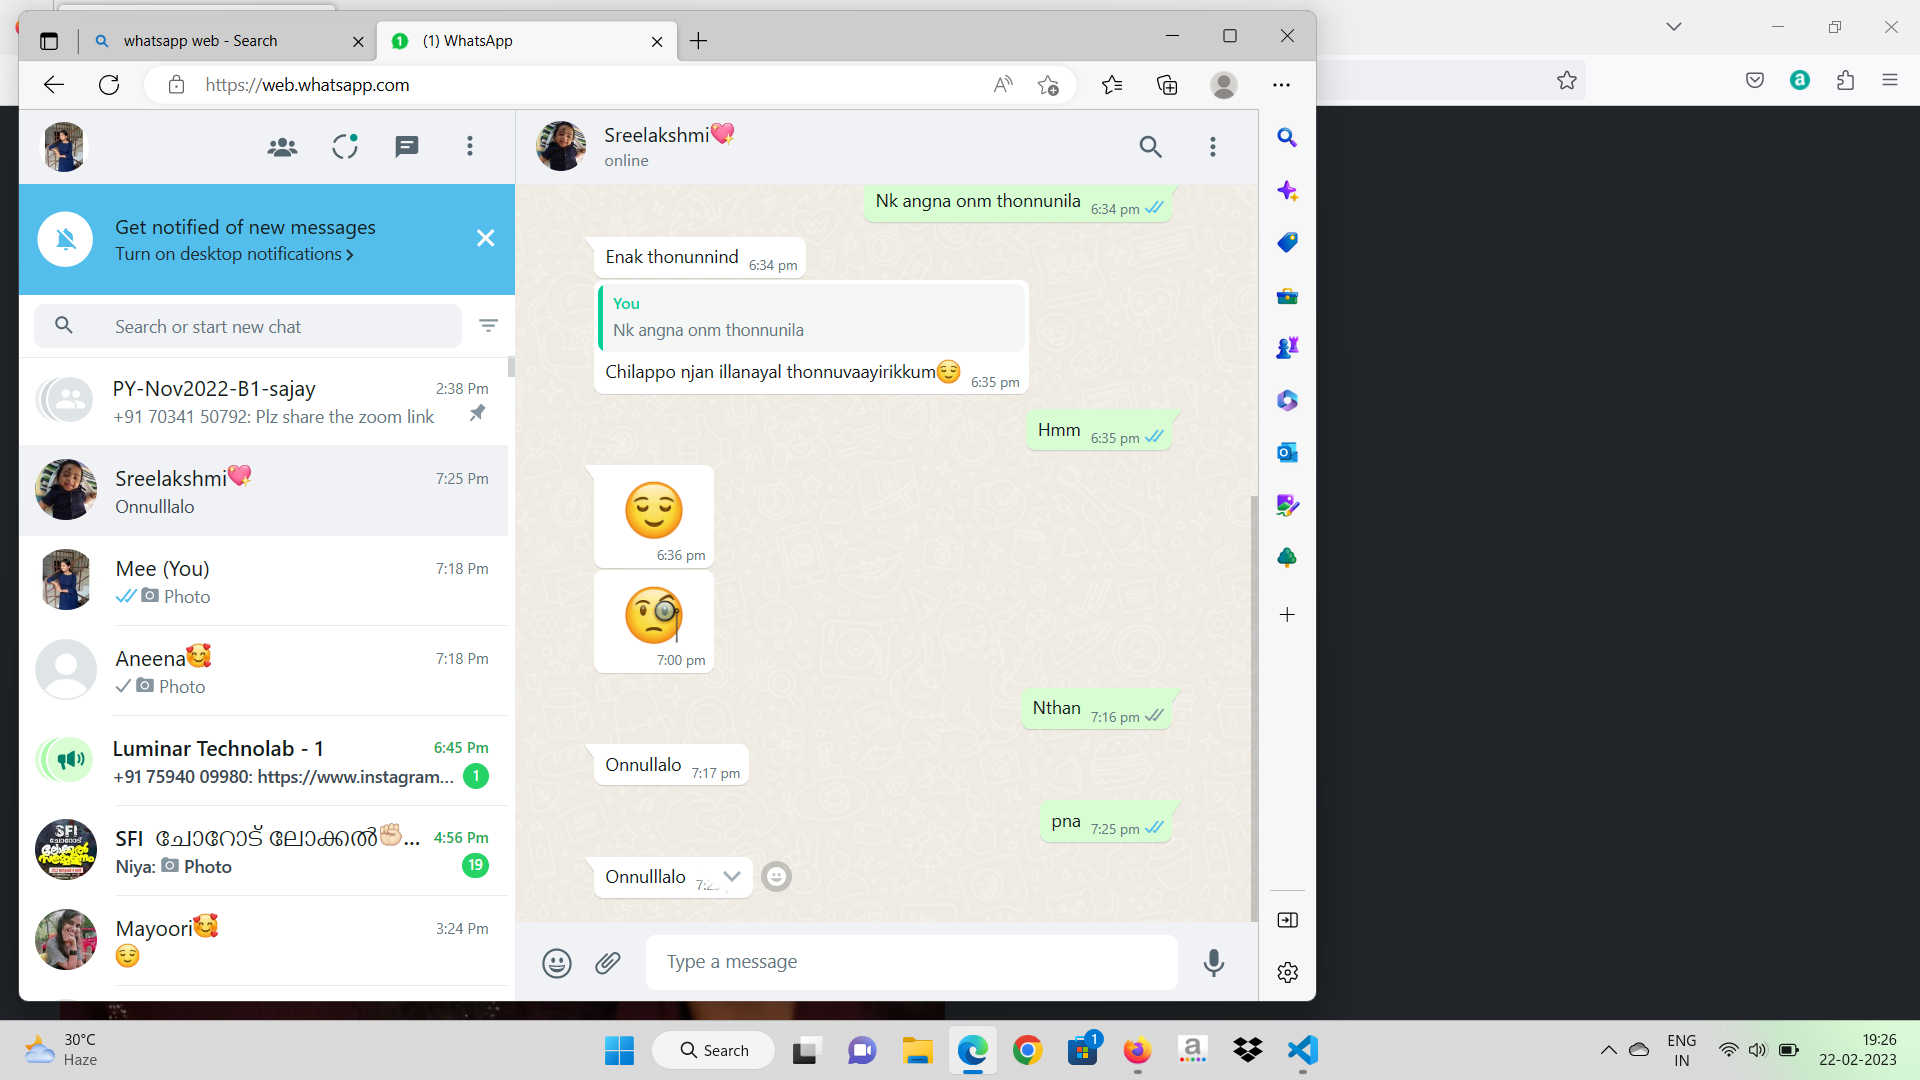 whatsapp web - Search
(1) WhatsApp
https://web.whatsapp.com
Get notified of new messages
Turn on desktop notifications
Search or start new chat
PY-Nov2022-B1-sajay 2:38 Pm
+91 70341 50792: Plz share the zoom link
Sreelakshmi💖 7:25 Pm
Onnulllalo
Mee (You) 7:18 Pm
Photo
Aneena🥰 7:18 Pm
Photo
Luminar Technolab - 1 6:45 Pm
+91 75940 09980: https://www.instagram... 1
SFI ചോറോട് ലോക്കൽ✊🏻... 4:56 Pm
Niya: Photo 19
Mayoori🥰 3:24 Pm
😌
Sreelakshmi💖
online
Nk angna onm thonnunila 6:34 pm
Enak thonunnind 6:34 pm
You
Nk angna onm thonnunila
Chilappo njan illanayal thonnuvaayirikkum😌 6:35 pm
Hmm 6:35 pm
😌
6:36 pm
🧐
7:00 pm
Nthan 7:16 pm
Onnullalo 7:17 pm
pna 7:25 pm
Onnulllalo
Type a message
30°C
Haze
Search
1
ENG
IN
19:26
22-02-2023